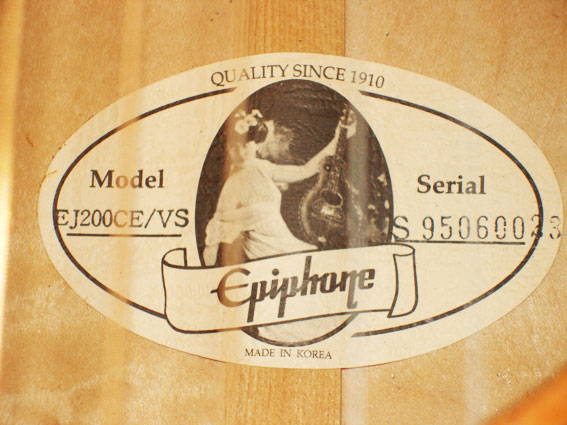 QUALITY SINCE 1910
Model
EJ200CE/VS
Serial
S 95060023
Epiphone
MADE IN KOREA